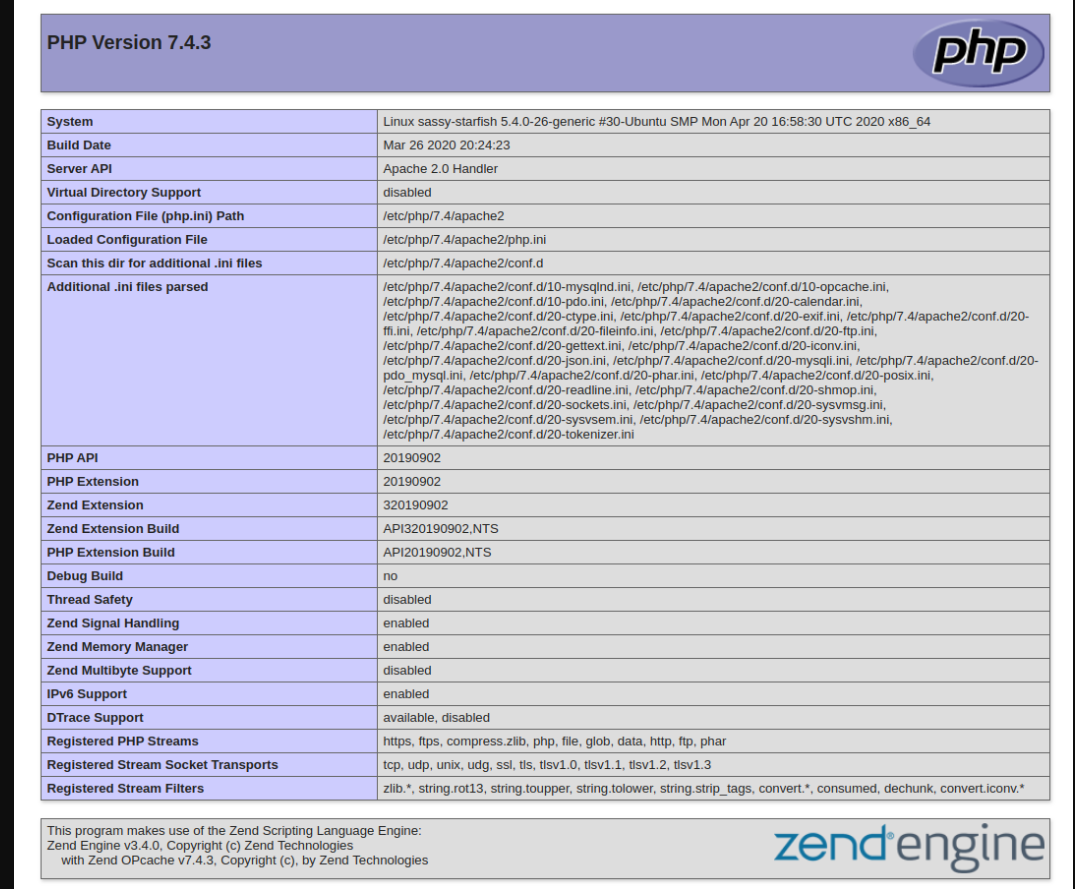 PHP Version 7.4.3
php
System Linux sassy-starfish 5.4.0-26-generic #30-Ubuntu SMP Mon Apr 20 16:58:30 UTC 2020 x86_64
Build Date Mar 26 2020 20:24:23
Server API Apache 2.0 Handler
Virtual Directory Support disabled
Configuration File (php.ini) Path /etc/php/7.4/apache2
Loaded Configuration File /etc/php/7.4/apache2/php.ini
Scan this dir for additional .ini files /etc/php/7.4/apache2/conf.d
Additional .ini files parsed /etc/php/7.4/apache2/conf.d/10-mysqlnd.ini, /etc/php/7.4/apache2/conf.d/10-opcache.ini,
/etc/php/7.4/apache2/conf.d/10-pdo.ini, /etc/php/7.4/apache2/conf.d/20-calendar.ini,
/etc/php/7.4/apache2/conf.d/20-ctype.ini, /etc/php/7.4/apache2/conf.d/20-exif.ini, /etc/php/7.4/apache2/conf.d/20-
ffi.ini, /etc/php/7.4/apache2/conf.d/20-fileinfo.ini, /etc/php/7.4/apache2/conf.d/20-ftp.ini,
/etc/php/7.4/apache2/conf.d/20-gettext.ini, /etc/php/7.4/apache2/conf.d/20-iconv.ini,
/etc/php/7.4/apache2/conf.d/20-json.ini, /etc/php/7.4/apache2/conf.d/20-mysqli.ini, /etc/php/7.4/apache2/conf.d/20-
pdo_mysql.ini, /etc/php/7.4/apache2/conf.d/20-phar.ini, /etc/php/7.4/apache2/conf.d/20-posix.ini,
/etc/php/7.4/apache2/conf.d/20-readline.ini, /etc/php/7.4/apache2/conf.d/20-shmop.ini,
/etc/php/7.4/apache2/conf.d/20-sockets.ini, /etc/php/7.4/apache2/conf.d/20-sysvmsg.ini,
/etc/php/7.4/apache2/conf.d/20-sysvsem.ini, /etc/php/7.4/apache2/conf.d/20-sysvshm.ini,
/etc/php/7.4/apache2/conf.d/20-tokenizer.ini
PHP API 20190902
PHP Extension 20190902
Zend Extension 320190902
Zend Extension Build API320190902,NTS
PHP Extension Build API20190902,NTS
Debug Build no
Thread Safety disabled
Zend Signal Handling enabled
Zend Memory Manager enabled
Zend Multibyte Support disabled
IPv6 Support enabled
DTrace Support available, disabled
Registered PHP Streams https, ftps, compress.zlib, php, file, glob, data, http, ftp, phar
Registered Stream Socket Transports tcp, udp, unix, udg, ssl, tls, tlsv1.0, tlsv1.1, tlsv1.2, tlsv1.3
Registered Stream Filters zlib.*, string.rot13, string.toupper, string.tolower, string.strip_tags, convert.*, consumed, dechunk, convert.iconv.*
This program makes use of the Zend Scripting Language Engine:
Zend Engine v3.4.0, Copyright (c) Zend Technologies
with Zend OPcache v7.4.3, Copyright (c), by Zend Technologies
zend® engine